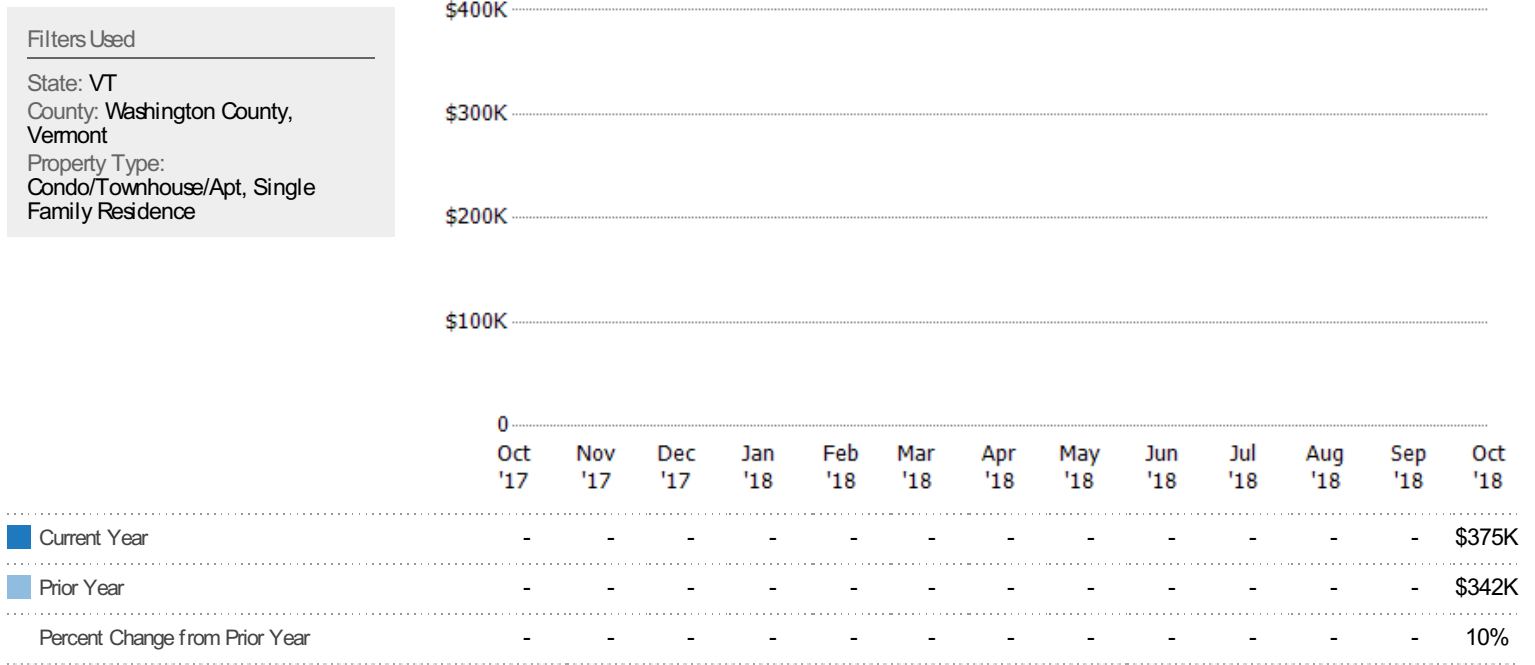 Filters Used
State: VT
County: Washington County,
Vermont
Property Type:
Condo/Townhouse/Apt, Single
Family Residence
$400K
$300K
$200K
$100K
0
Oct Nov Dec Jan Feb Mar Apr May Jun Jul Aug Sep Oct
'17 '17 '17 '18 '18 '18 '18 '18 '18 '18 '18 '18 '18
Current Year - - - - - - - - - - - - $375K
Prior Year - - - - - - - - - - - - $342K
Percent Change from Prior Year - - - - - - - - - - - - 10%